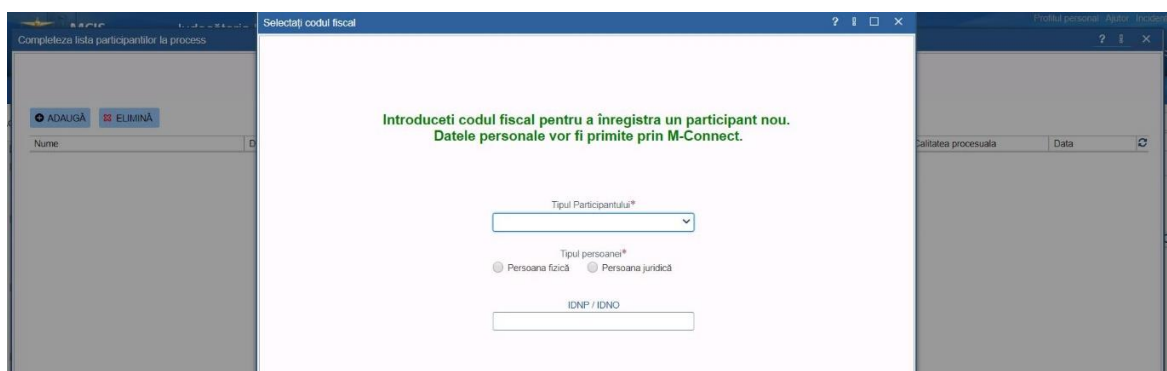 Profilul personal Ajutor
Selectați codul fiscal
Completeza lista participantilor la process
ADAUGĂ
ELIMINĂ
Nume
Calitatea procesuala
Data
Introduceti codul fiscal pentru a înregistra un participant nou.
Datele personale vor fi primite prin M-Connect.
Tipul Participantului*
Tipul persoanei*
Persoana fizică Persoana juridică
IDNP / IDNO